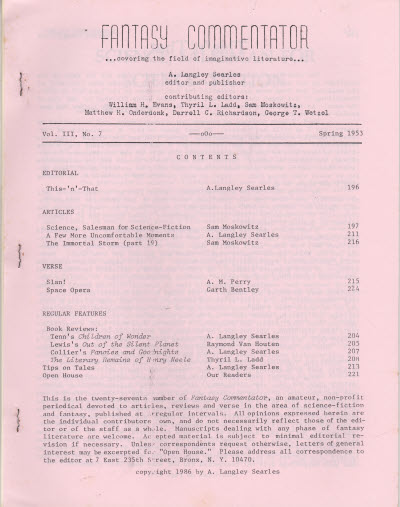 FANTASY COMMENTATOR
...covering the field of imaginative literature...
A. Langley Searles
editor and publisher
contributing editors:
William H. Evans, Thyril L. Ladd, Sam Moskowitz,
Matthew H. Onderdonk, Darrell C. Richardson, George T. Wetzel
Vol. III, No. 7 ---oOo--- Spring 1953
CONTENTS
EDITORIAL
This-'n'-That A.Langley Searles 196
ARTICLES
Science, Salesman for Science-Fiction Sam Moskowitz 197
A Few More Uncomfortable Moments A. Langley Searles 211
The Immortal Storm (part 19) Sam Moskowitz 216
VERSE
Slan! A. M. Perry 215
Space Opera Garth Bentley 224
REGULAR FEATURES
Book Reviews:
Tenn's Children of Wonder A. Langley Searles 204
Lewis's Out of the Silent Planet Raymond Van Houten 205
Collier's Fancies and Goodnights A. Langley Searles 207
The Literary Remains of Henry Neele Thyril L. Ladd 208
Tips on Tales A. Langley Searles 213
Open House Our Readers 221
This is the twenty-seventh number of Fantasy Commentator, an amateur, non-profit
periodical devoted to articles, reviews and verse in the area of science-fiction
and fantasy, published at irregular intervals. All opinions expressed herein are
the individual contributors' own, and do not necessarily reflect those of the edi-
tor or of the staff as a whole. Manuscripts dealing with any phase of fantasy
literature are welcome. Accepted material is subject to minimal editorial re-
vision if necessary. Unless correspondents request otherwise, letters of general
interest may be excerpted for "Open House." Please address all correspondence to
the editor at 7 East 235th Street, Bronx, N. Y. 10470.
copyright 1986 by A. Langley Searles